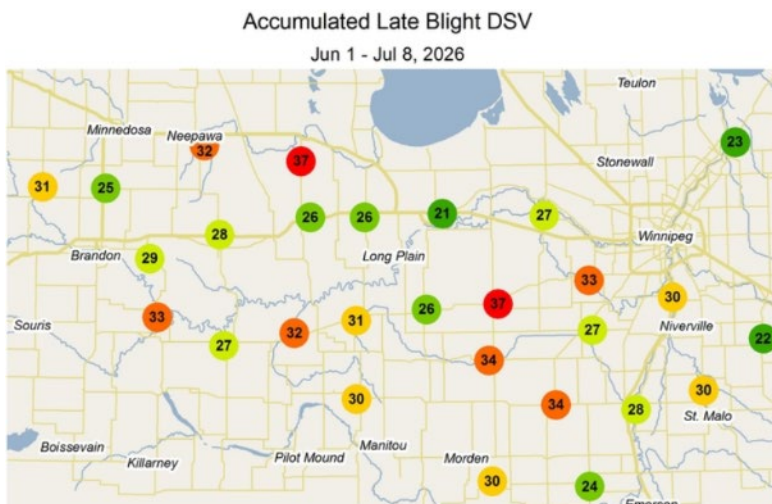 Accumulated Late Blight DSV
Jun 1 - Jul 8, 2026
Teulon
Minnedosa
Neepawa
23
32
37
Stonewall
31
25
26
26
21
27
28
Winnipeg
Brandon
29
Long Plain
33
30
37
26
33
31
Souris
32
27
Niverville
27
22
34
30
30
34
28
St. Malo
Boissevain
Manitou
Killarney
Pilot Mound
Morden
30
24
Emerson